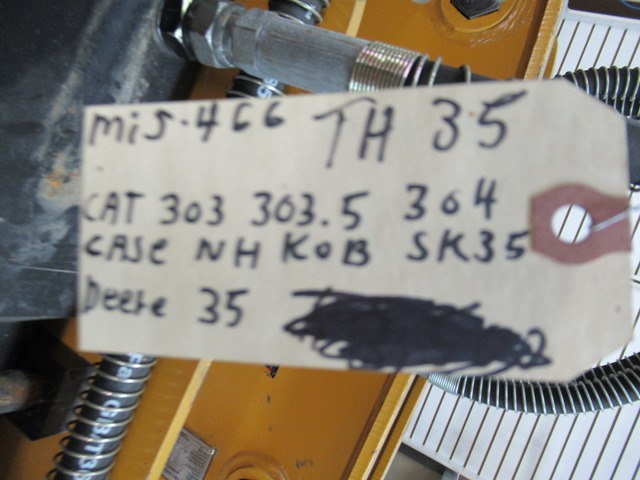 mis-466 TH 35
CAT 303 303.5 304
CASE NH KOB SK35
Deere 35